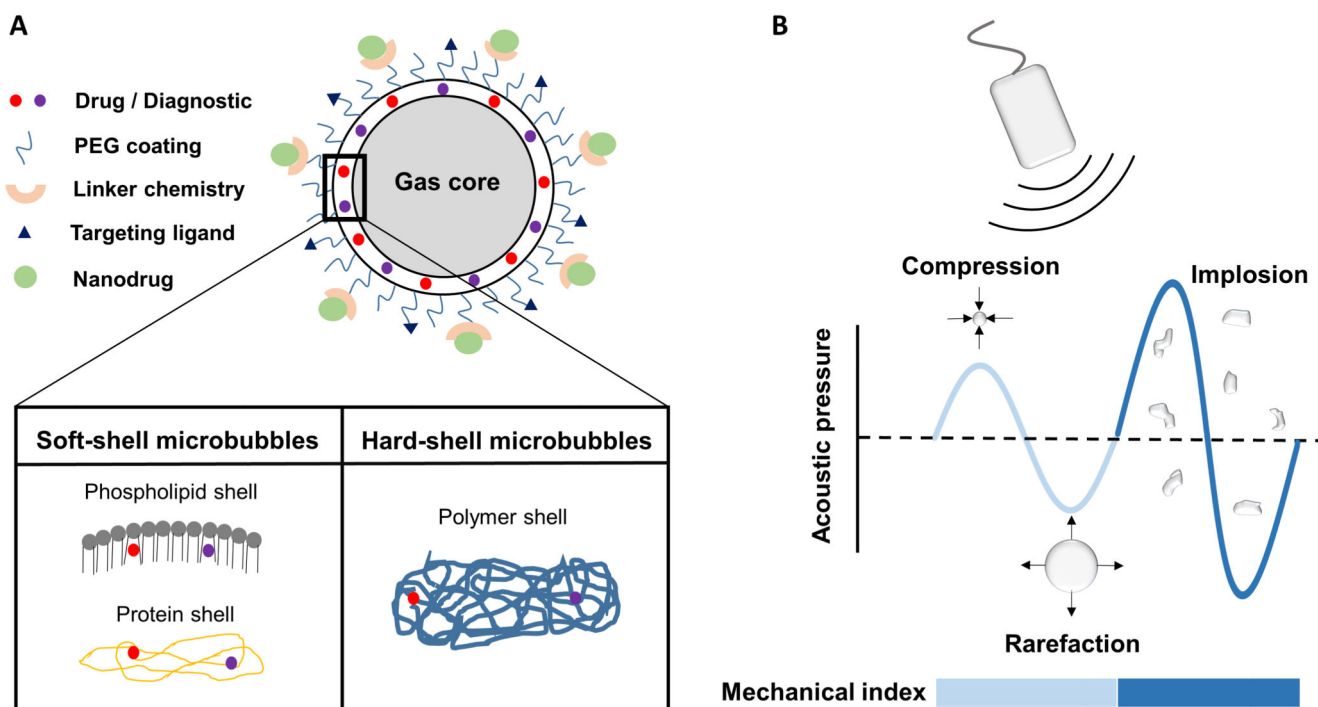 A
Drug / Diagnostic
PEG coating
Linker chemistry
Targeting ligand
Nanodrug
Gas core
Soft-shell microbubbles
Hard-shell microbubbles
Phospholipid shell
Protein shell
Polymer shell
B
Compression
Implosion
Acoustic pressure
Rarefaction
Mechanical index